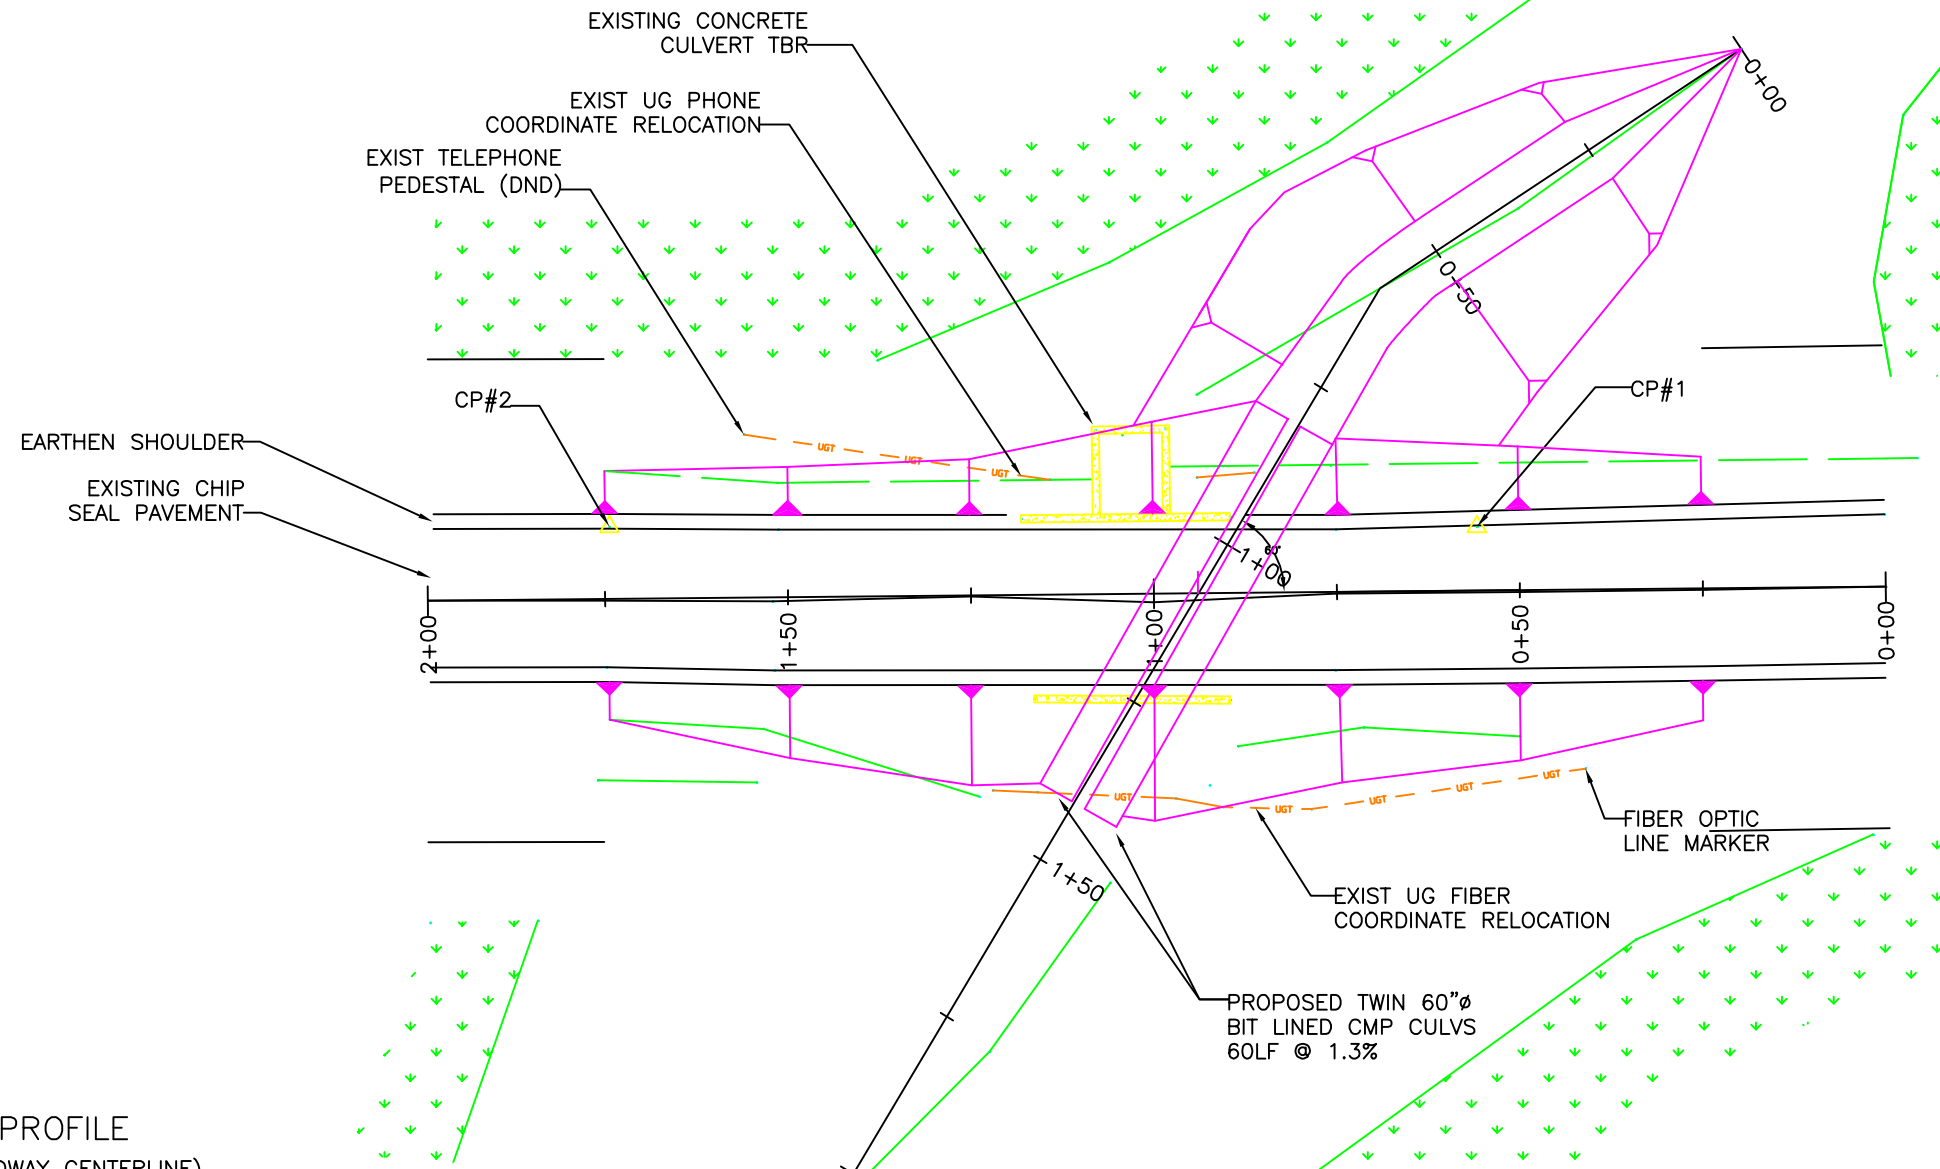 EXISTING CONCRETE
CULVERT TBR
EXIST UG PHONE
COORDINATE RELOCATION
EXIST TELEPHONE
PEDESTAL (DND)
0+00
0+50
CP#2
CP#1
EARTHEN SHOULDER
EXISTING CHIP
SEAL PAVEMENT
UGT
UGT
UGT
60°
1+00
2+00
1+50
1+00
0+50
0+00
UGT
UGT
UGT
UGT
UGT
FIBER OPTIC
LINE MARKER
1+50
EXIST UG FIBER
COORDINATE RELOCATION
PROPOSED TWIN 60"ø
BIT LINED CMP CULVS
60LF @ 1.3%
PROFILE
CENTERLINE)